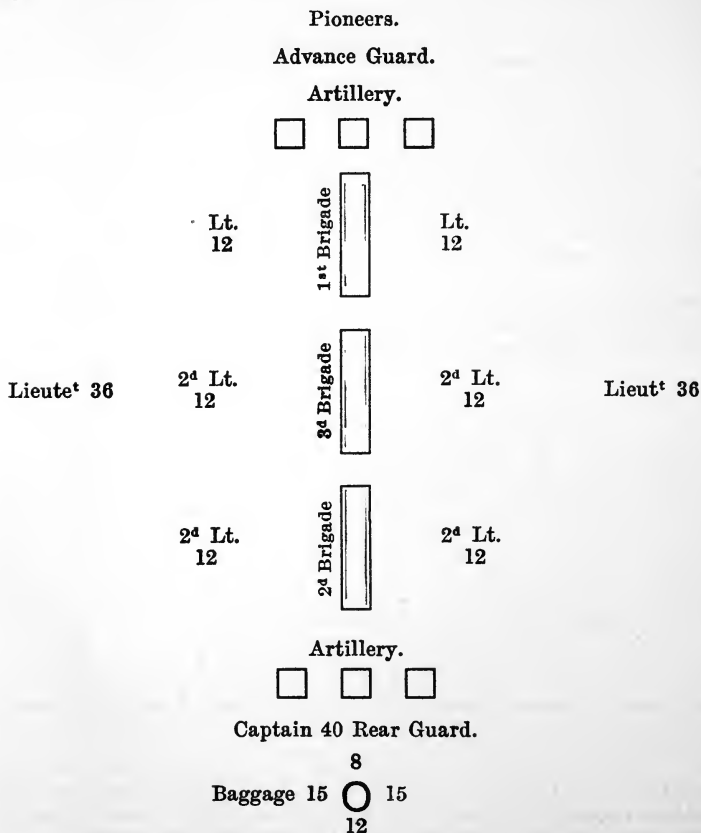 Pioneers.
Advance Guard.
Artillery.
1st Brigade
Lt.
12
Lt.
12
3d Brigade
Lieutet 36
2d Lt.
12
2d Lt.
12
Lieutt 36
2d Brigade
2d Lt.
12
2d Lt.
12
Artillery.
Captain 40 Rear Guard.
8
Baggage 15 O 15
12